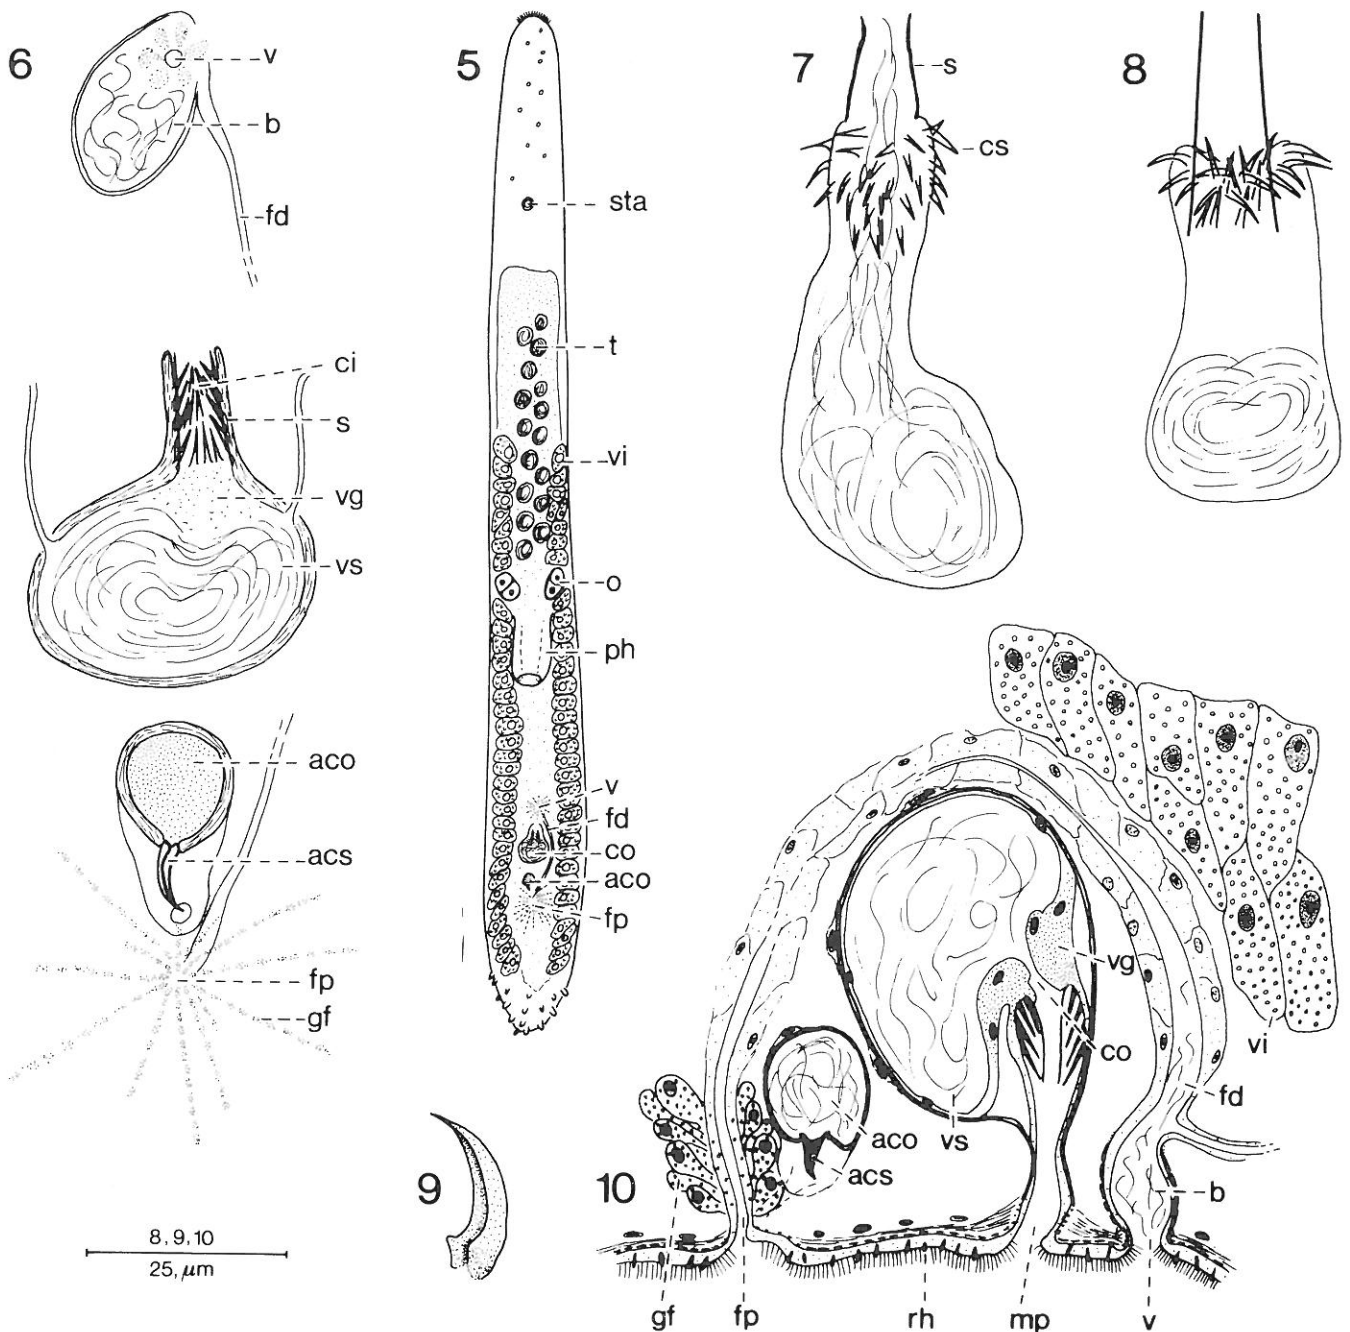 6
v
b
fd
ci
s
vg
vs
aco
acs
fp
gf
5
sta
t
vi
o
ph
v
fd
co
aco
fp
7
s
cs
8
9
8,9,10
25, μm
10
vg
co
vi
fd
aco
vs
acs
b
gf
fp
rh
mp
v